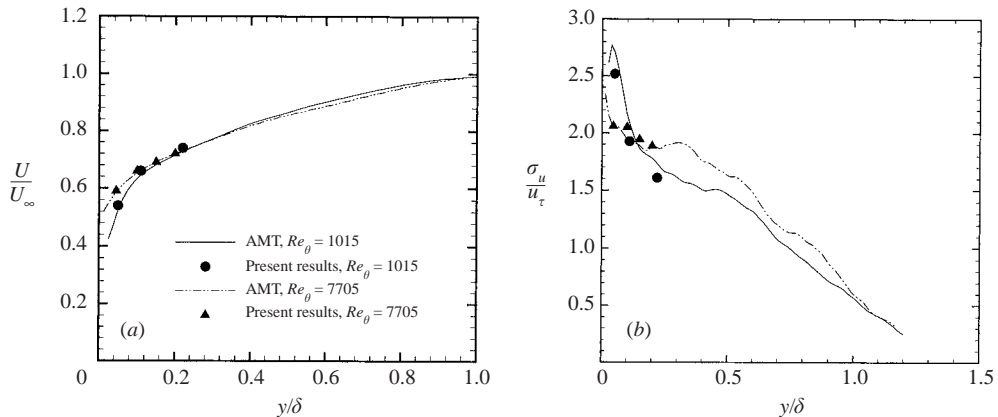 1.2
1.0
0.8
0.6
0.4
0.2
0
U
U∞
AMT, Reθ = 1015
Present results, Reθ = 1015
AMT, Reθ = 7705
Present results, Reθ = 7705
(a)
0 0.2 0.4 0.6 0.8 1.0
y/δ
3.0
2.5
2.0
1.5
1.0
0.5
σu
uτ
(b)
0 0.5 1.0 1.5
y/δ